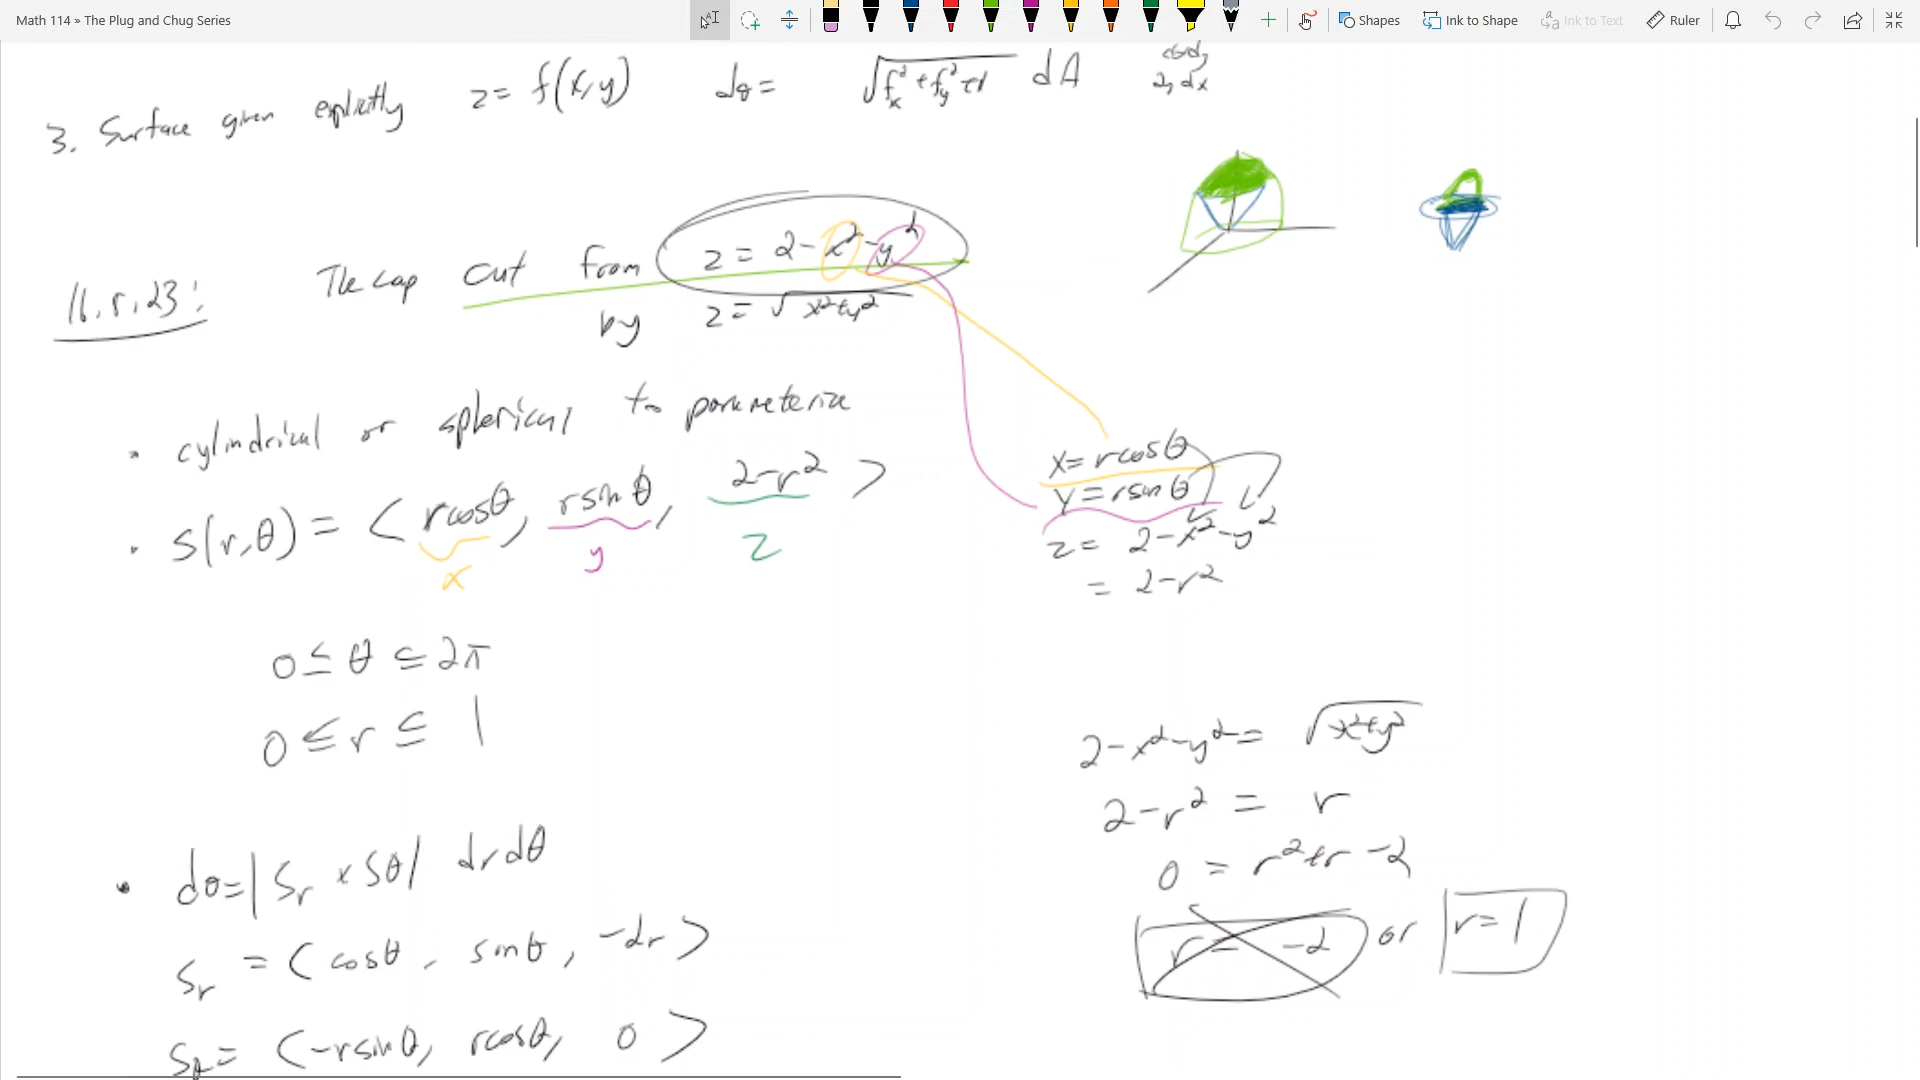 Math 114 » The Plug and Chug Series
Shapes Ink to Shape Ink to Text Ruler
3. Surface given explicitly z = f(x,y) dσ = √(fx² + fy² + 1) dA
dy dx
16.5.23: The cap cut from z = 2-x²-y²
by z = √(x²+y²)
• cylindrical or spherical to parameterize
• S(r,θ) = < rcosθ, rsinθ, 2-r² >
x y z
x = rcosθ
y = rsinθ
z = 2-x²-y²
= 2-r²
0 ≤ θ ≤ 2π
0 ≤ r ≤ 1
2-x²-y² = √(x²+y²)
2-r² = r
0 = r²+r-2
r = -2 or r = 1
• dσ = |Sr × Sθ| dr dθ
Sr = < cosθ, sinθ, -2r >
Sθ = < -rsinθ, rcosθ, 0 >